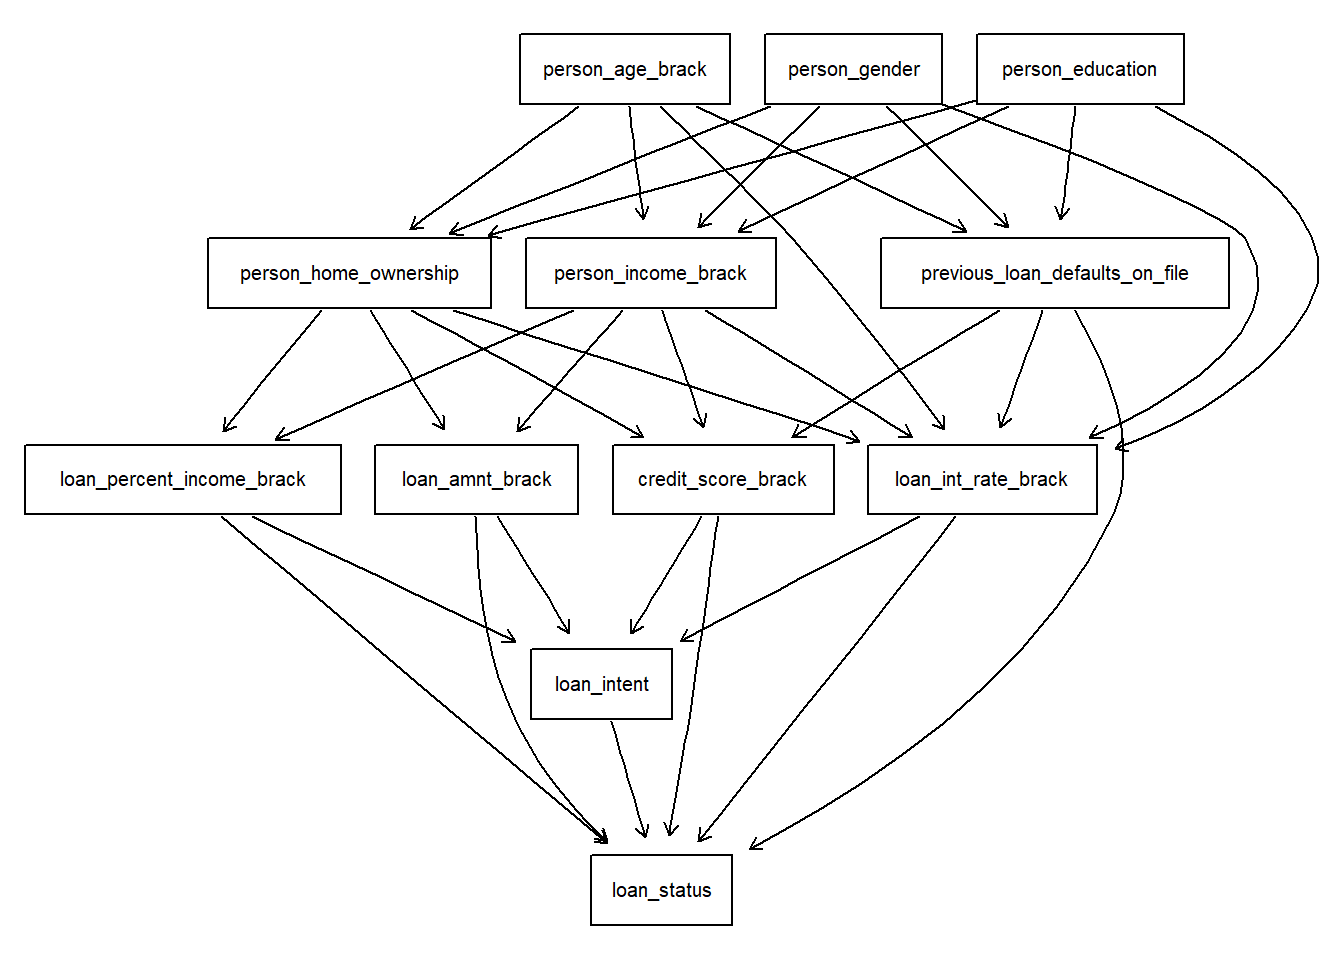 person_age_brack
person_gender
person_education
person_home_ownership
person_income_brack
previous_loan_defaults_on_file
loan_percent_income_brack
loan_amnt_brack
credit_score_brack
loan_int_rate_brack
loan_intent
loan_status